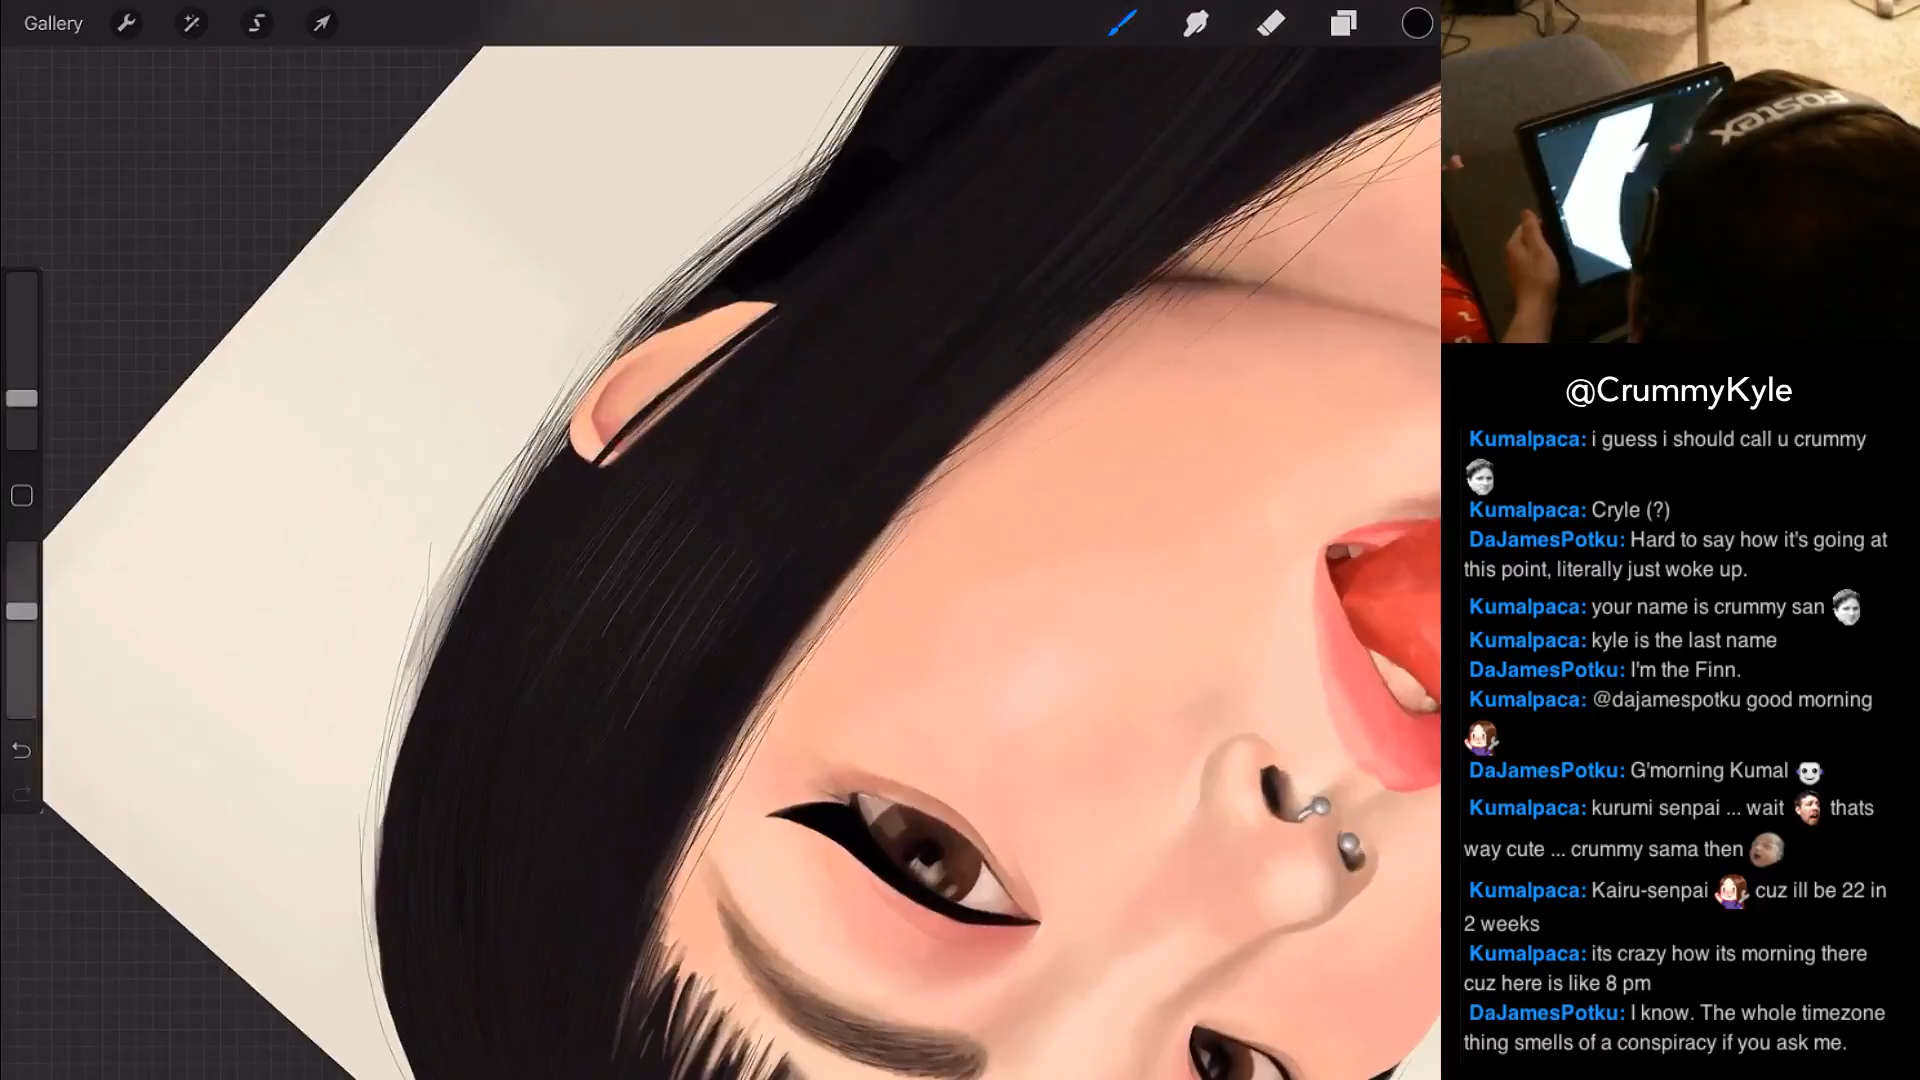 Gallery
Fostex
@CrummyKyle
Kumalpaca: i guess i should call u crummy
Kumalpaca: Cryle (?)
DaJamesPotku: Hard to say how it's going at
this point, literally just woke up.
Kumalpaca: your name is crummy san
Kumalpaca: kyle is the last name
DaJamesPotku: I'm the Finn.
Kumalpaca: @dajamespotku good morning
DaJamesPotku: G'morning Kumal
Kumalpaca: kurumi senpai ... wait thats
way cute ... crummy sama then
Kumalpaca: Kairu-senpai cuz ill be 22 in
2 weeks
Kumalpaca: its crazy how its morning there
cuz here is like 8 pm
DaJamesPotku: I know. The whole timezone
thing smells of a conspiracy if you ask me.